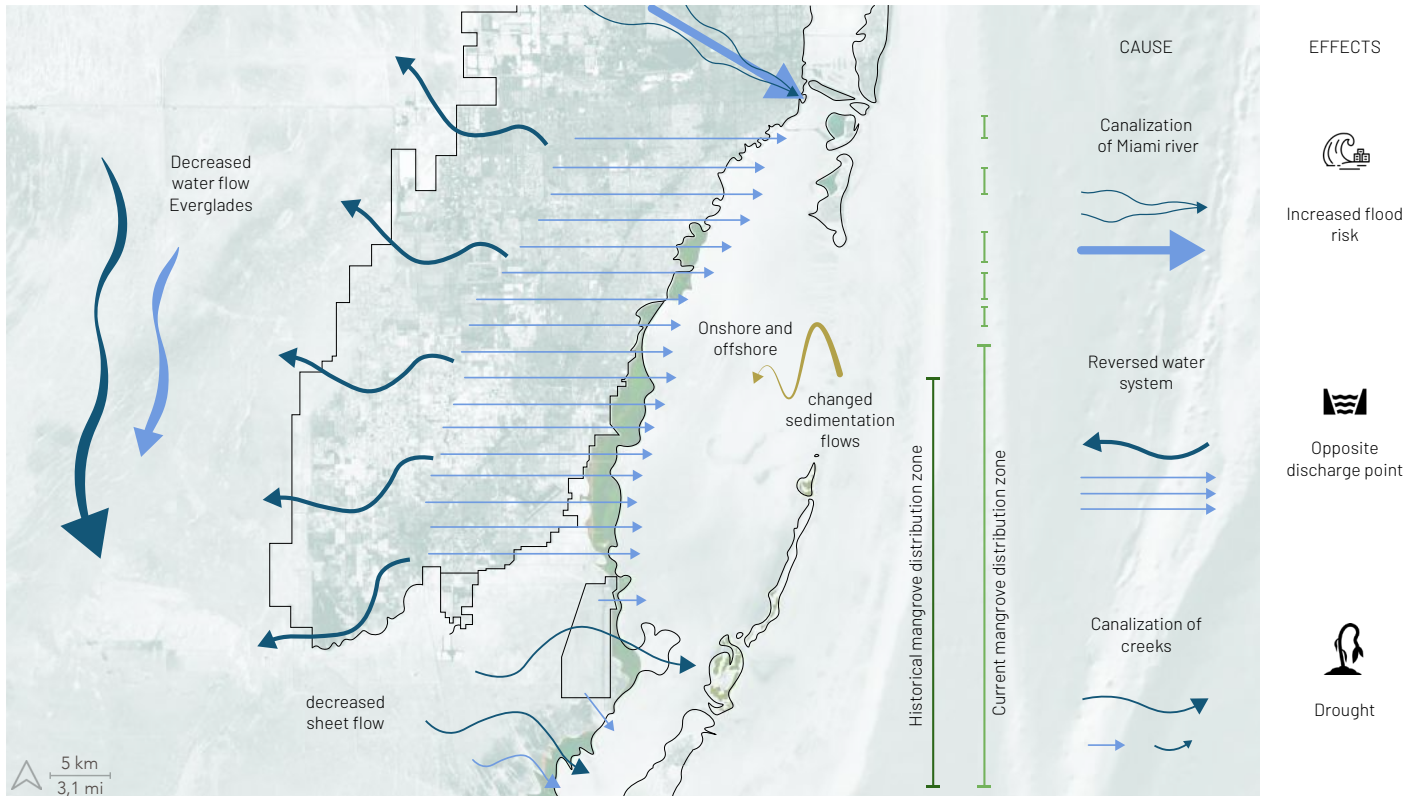 CAUSE
EFFECTS
Decreased
water flow
Everglades
Canalization
of Miami river
Increased flood
risk
Onshore and
offshore
changed
sedimentation
flows
Reversed water
system
Opposite
discharge point
Historical mangrove distribution zone
Current mangrove distribution zone
Canalization of
creeks
Drought
decreased
sheet flow
5 km
3,1 mi